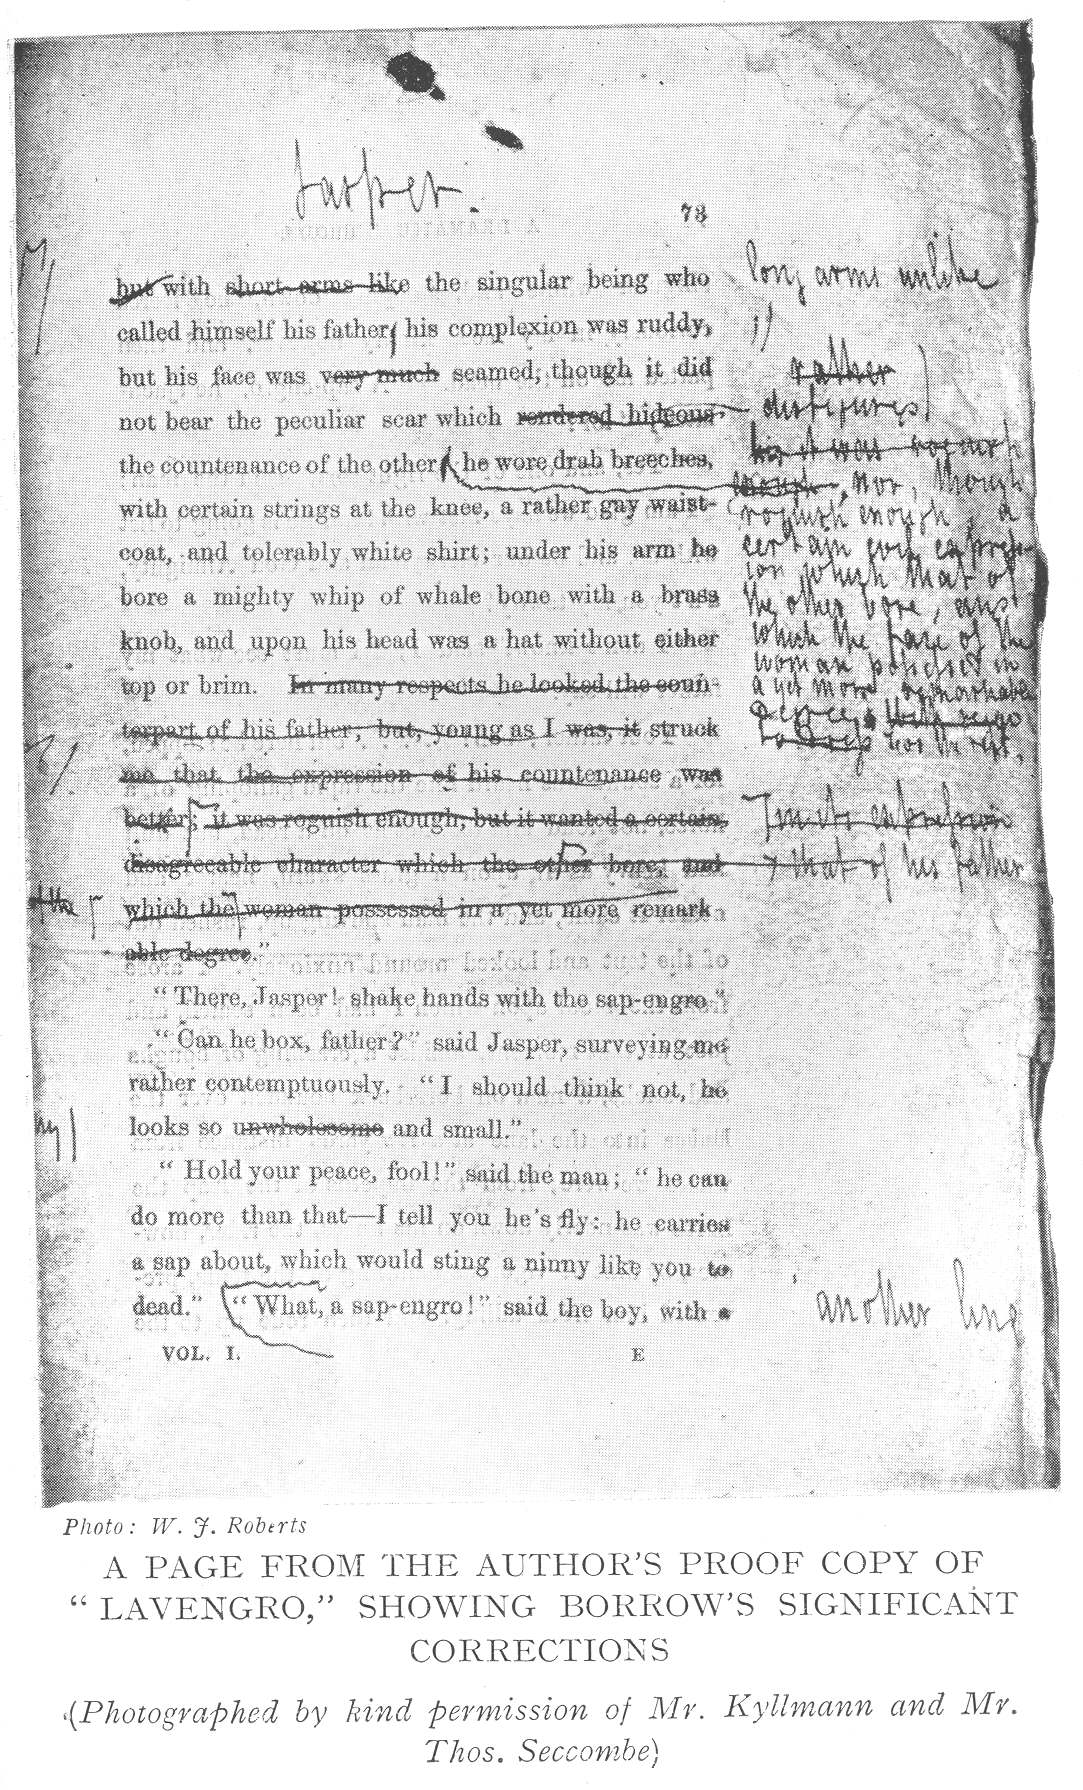 Jasper.
73
but with short arms like the singular being who
long arms unlike
called himself his father, his complexion was ruddy,
;/
but his face was very much seamed; though it did
rather
not bear the peculiar scar which rendered hideous
disfigures
the countenance of the other; he wore drab breeches,
with certain strings at the knee, a rather gay waist-
coat, and tolerably white shirt; under his arm he
bore a mighty whip of whale bone with a brass
knob, and upon his head was a hat without either
top or brim. In many respects he looked the coun-
terpart of his father; but, young as I was, it struck
me that the expression of his countenance was
better; it was roguish enough, but it wanted a certain
disagreeable character which the other bore, and
which the woman possessed in a yet more remark-
able degree."
nor, though
roguish enough, a
certain evil expres-
ion which that of
the other bore, and
which the face of the
woman possessed in
a yet more remarkable
degree
expression
that of his father
the
"There, Jasper! shake hands with the sap-engro."
"Can he box, father?" said Jasper, surveying me
rather contemptuously. "I should think not, he
looks so unwholesome and small."
"Hold your peace, fool!" said the man; "he can
do more than that—I tell you he's fly: he carries
a sap about, which would sting a ninny like you to
dead." "What, a sap-engro!" said the boy, with a
another line
VOL. I. E
Photo: W. J. Roberts
A PAGE FROM THE AUTHOR'S PROOF COPY OF
"LAVENGRO," SHOWING BORROW'S SIGNIFICANT
CORRECTIONS
(Photographed by kind permission of Mr. Kyllmann and Mr.
Thos. Seccombe)